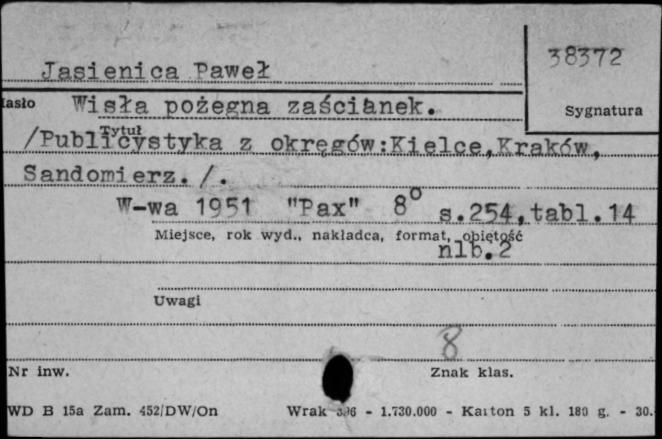 38372
Jasienica Paweł
Hasło Wisła pożegna zaścianek. Sygnatura
Tytuł
/Publicystyka z okręgów:Kielce,Kraków,
Sandomierz./.
W-wa 1951 "Pax" 8° s.254,tabl.14
Miejsce, rok wyd., nakładca, format, objętość
nlb.2
Uwagi
8
Nr inw. Znak klas.
WD B 15a Zam. 452/DW/On Wrak - 1.730.000 - Karton 5 kl. 180 g. - 30.